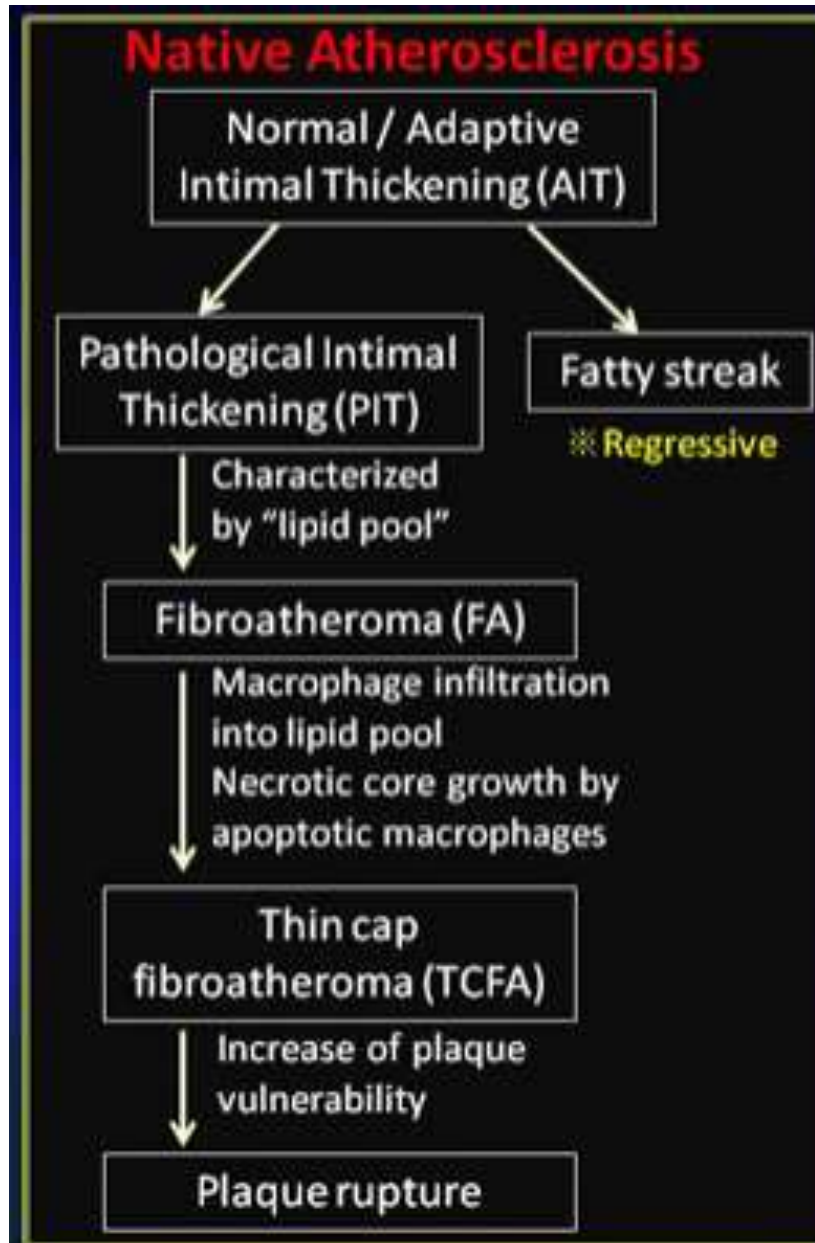 Native Atherosclerosis
Normal / Adaptive
Intimal Thickening (AIT)
Pathological Intimal
Thickening (PIT)
Fatty streak
※Regressive
Characterized
by “lipid pool”
Fibroatheroma (FA)
Macrophage infiltration
into lipid pool
Necrotic core growth by
apoptotic macrophages
Thin cap
fibroatheroma (TCFA)
Increase of plaque
vulnerability
Plaque rupture